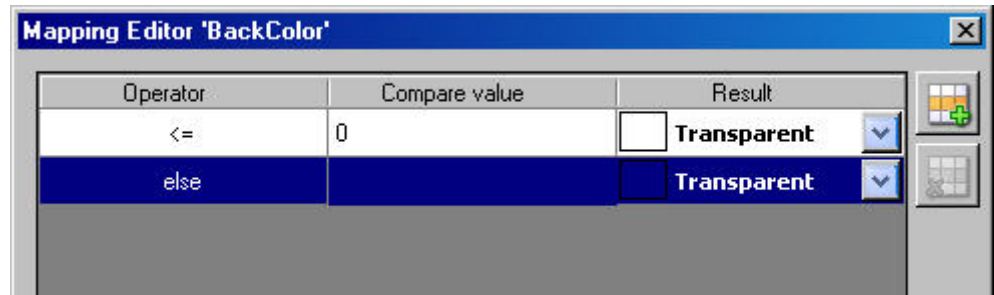 Mapping Editor 'BackColor'
Operator Compare value Result
<= 0 Transparent
else Transparent